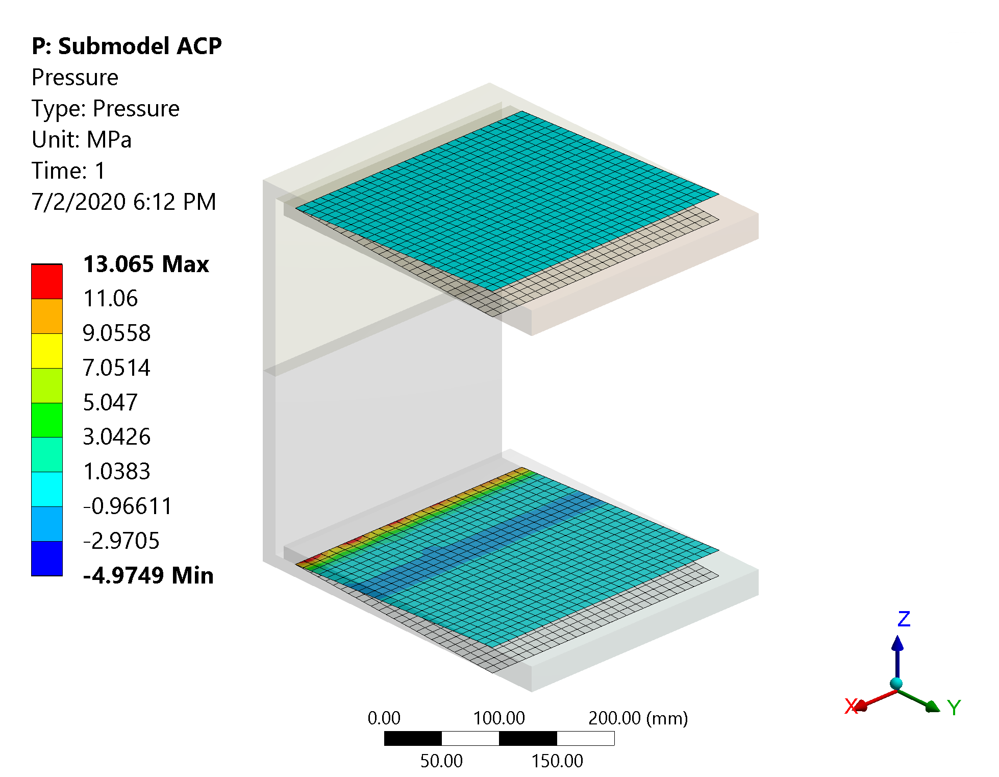 P: Submodel ACP
Pressure
Type: Pressure
Unit: MPa
Time: 1
7/2/2020 6:12 PM
13.065 Max
11.06
9.0558
7.0514
5.047
3.0426
1.0383
-0.96611
-2.9705
-4.9749 Min
Z
X
Y
0.00 100.00 200.00 (mm)
50.00 150.00